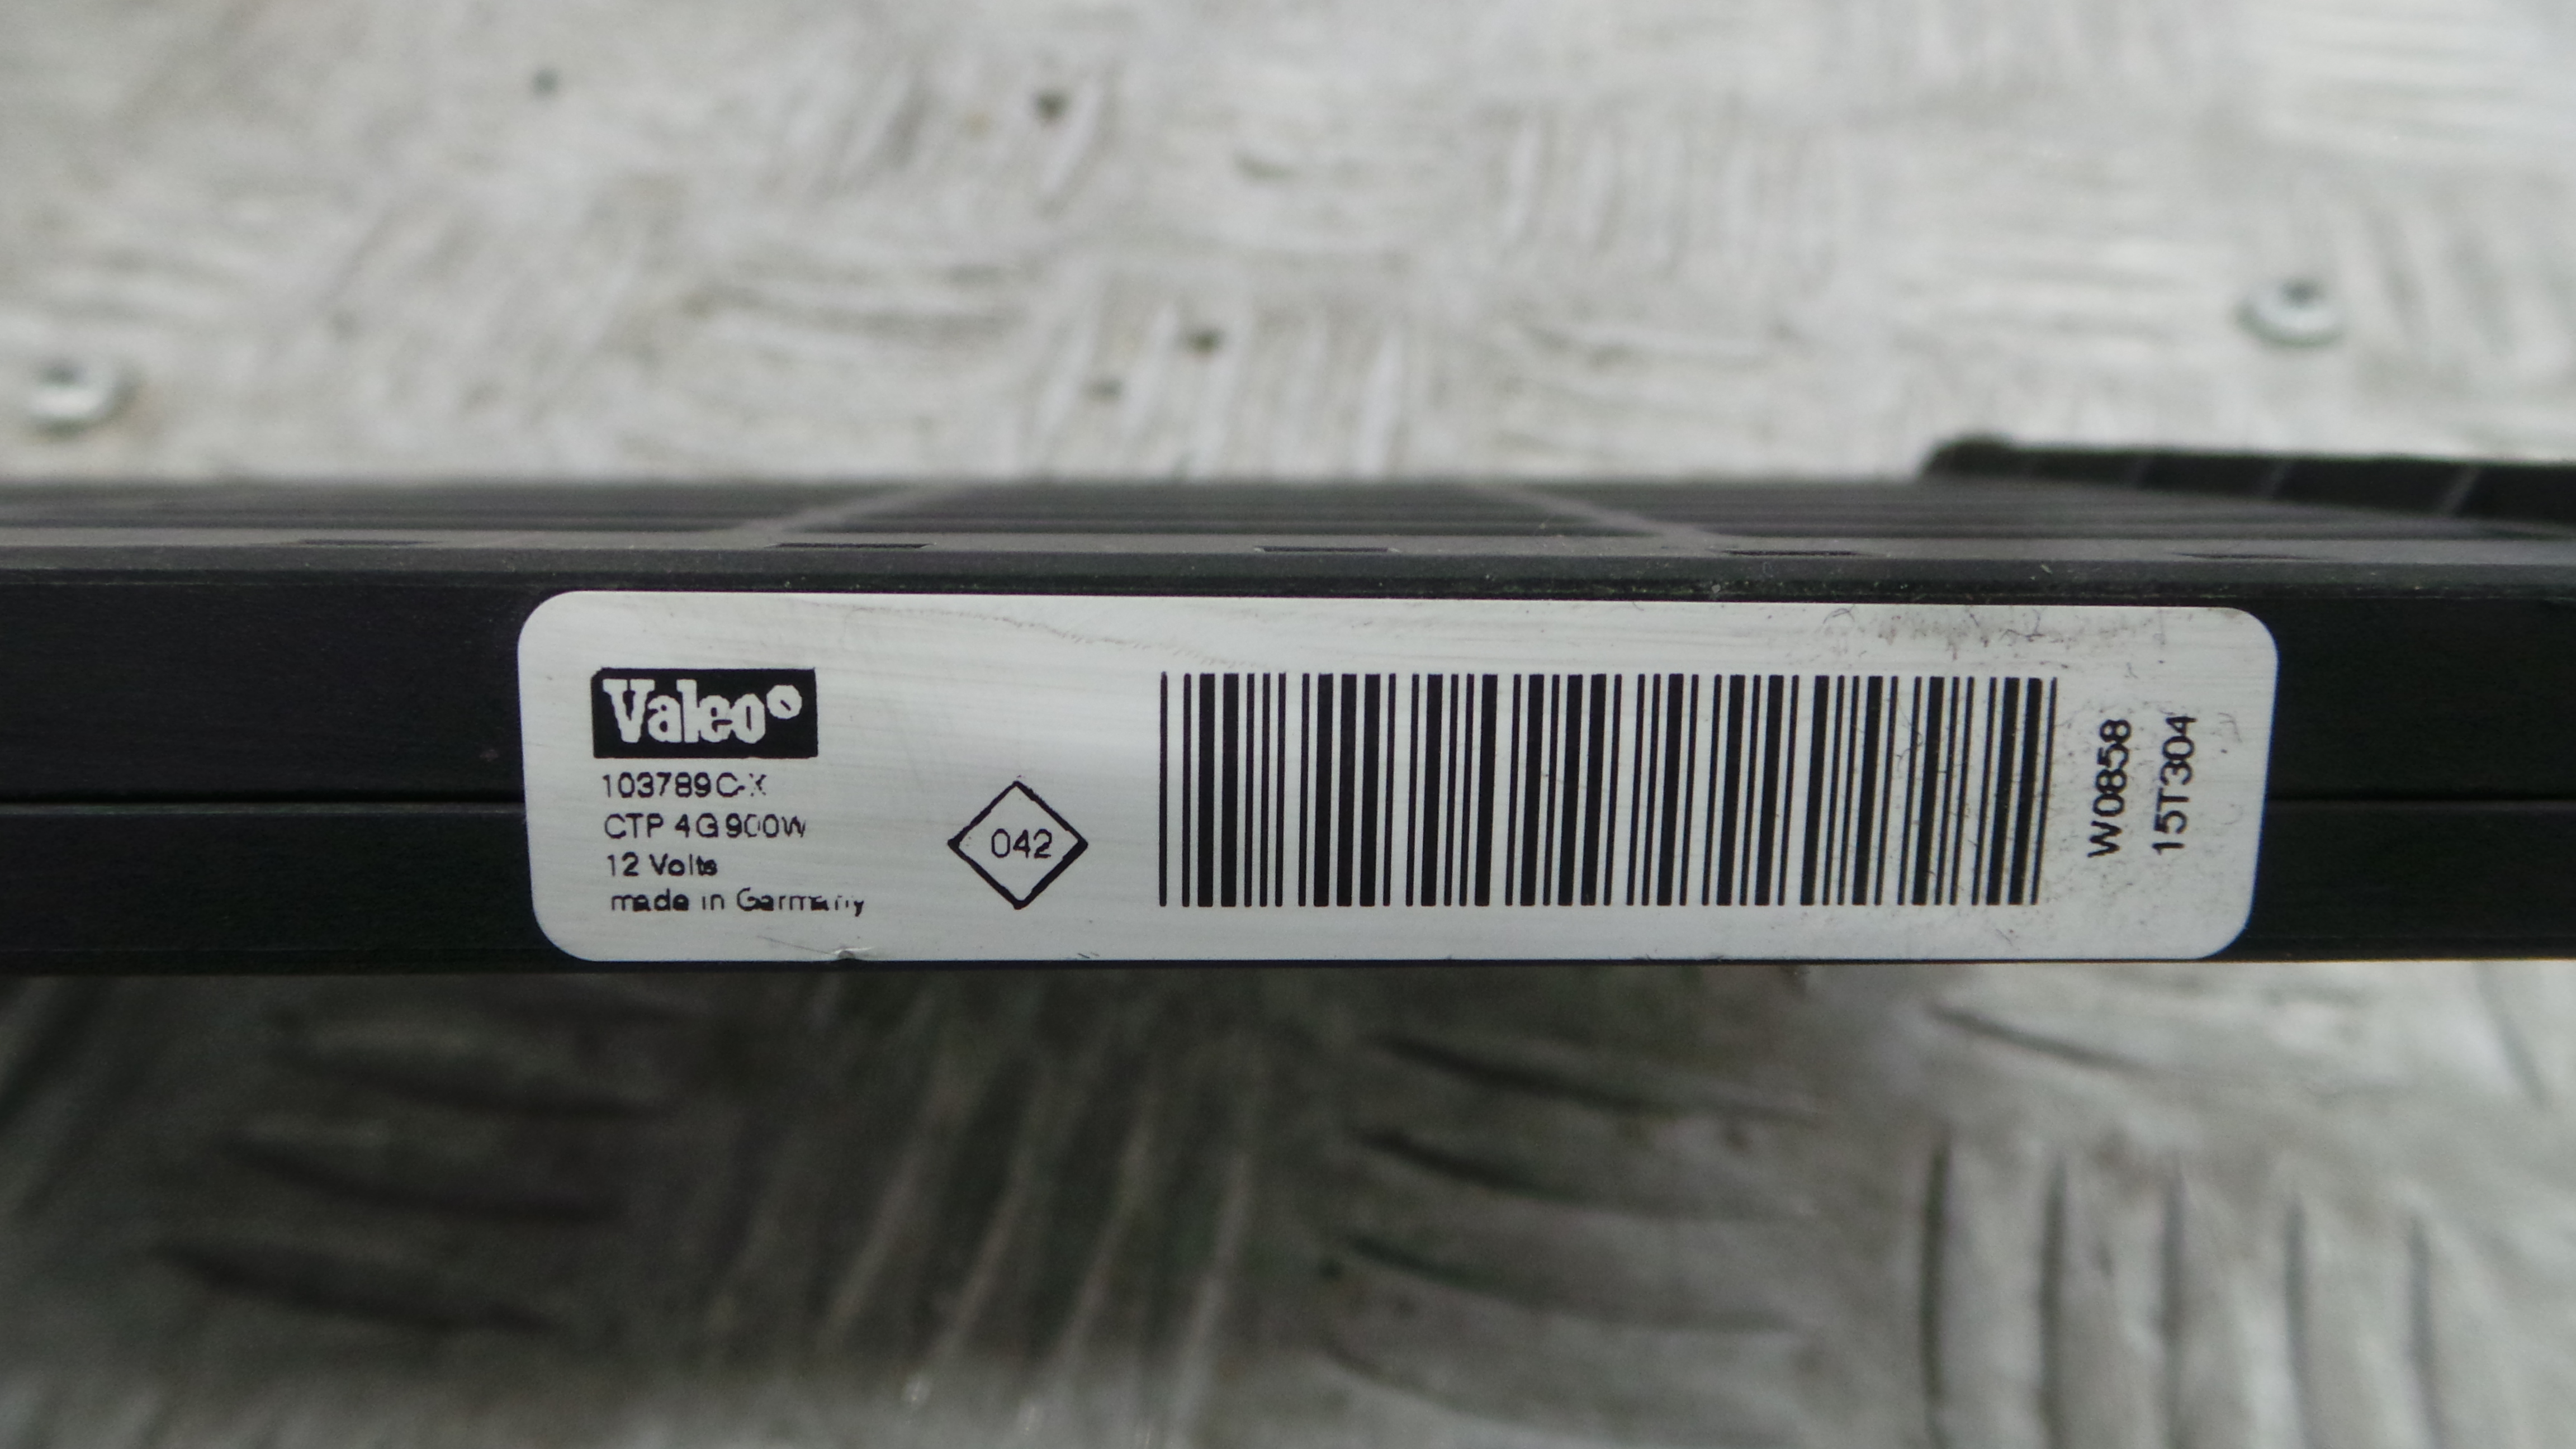 Valeo
103789C-X
CTP 4G 900W
12 Volts
made in Germany
042
W0858
15T304